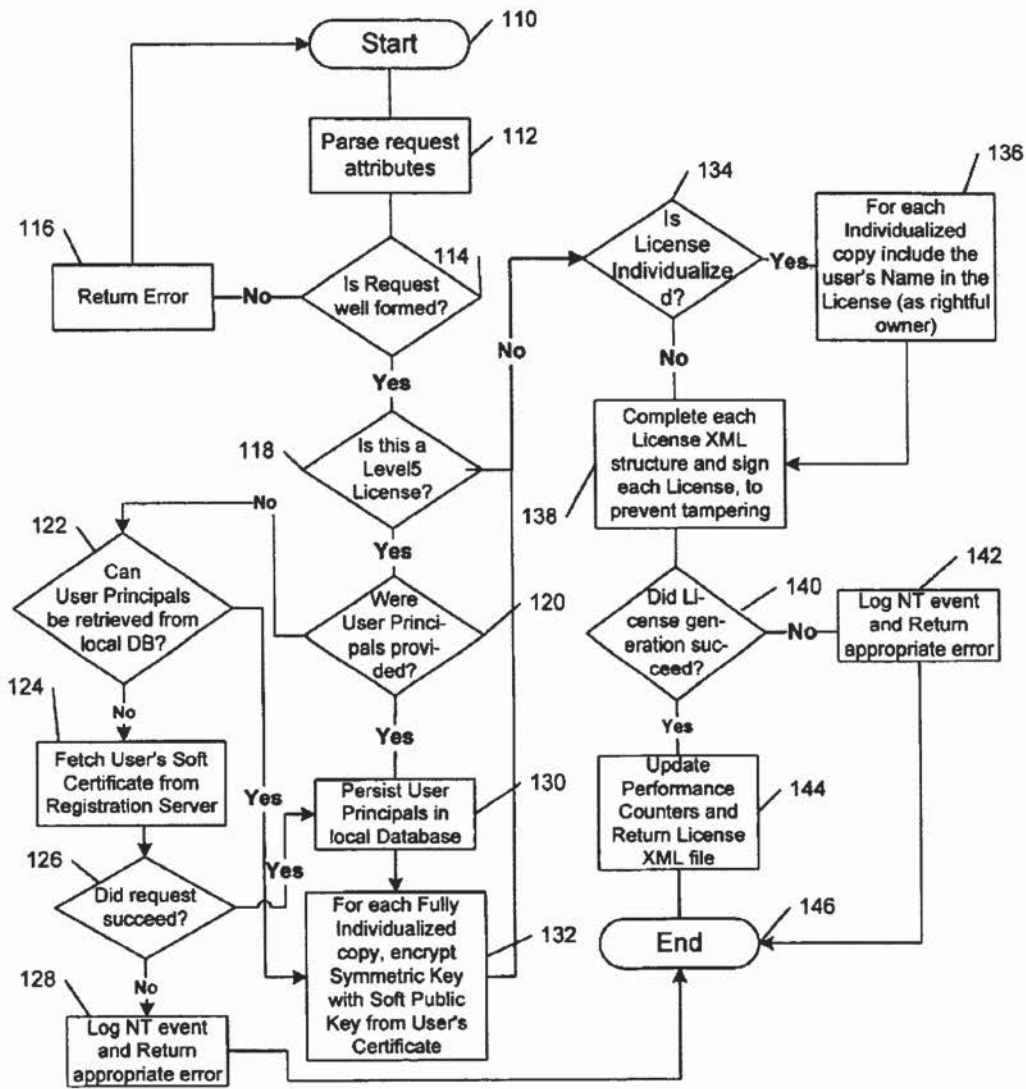 Start
110
Parse request
attributes
112
116
Return Error
No
Is Request
well formed?
114
Yes
118
Is this a
Level5
License?
No
Yes
No
122
Can
User Principals
be retrieved from
local DB?
Were
User Princi-
pals provi-
ded?
120
No
Yes
124
Fetch User's Soft
Certificate from
Registration Server
Yes
Persist User
Principals in
local Database
130
126
Did request
succeed?
Yes
For each Fully
Individualized
copy, encrypt
Symmetric Key
with Soft Public
Key from User's
Certificate
132
No
128
Log NT event
and Return
appropriate error
134
Is
License
Individualize
d?
Yes
136
For each
Individualized
copy include the
user's Name in the
License (as rightful
owner)
No
Complete each
License XML
structure and sign
each License, to
prevent tampering
138
Did Li-
cense gen-
eration suc-
ceed?
140
No
142
Log NT event
and Return
appropriate error
Yes
Update
Performance
Counters and
Return License
XML file
144
End
146